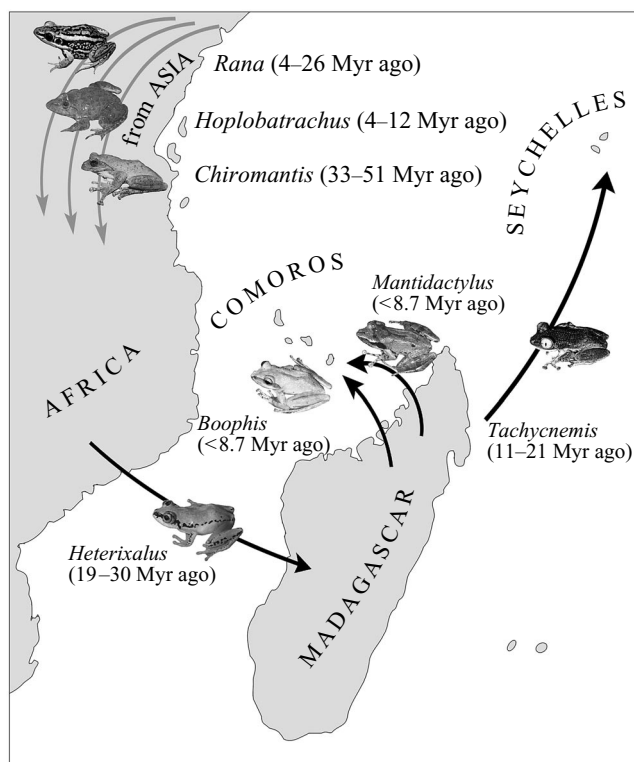 from ASIA
Rana (4–26 Myr ago)
Hoplobatrachus (4–12 Myr ago)
Chiromantis (33–51 Myr ago)
SEYCHELLES
COMOROS
Mantidactylus
(<8.7 Myr ago)
AFRICA
Boophis
(<8.7 Myr ago)
Tachycnemis
(11–21 Myr ago)
Heterixalus
(19–30 Myr ago)
MADAGASCAR